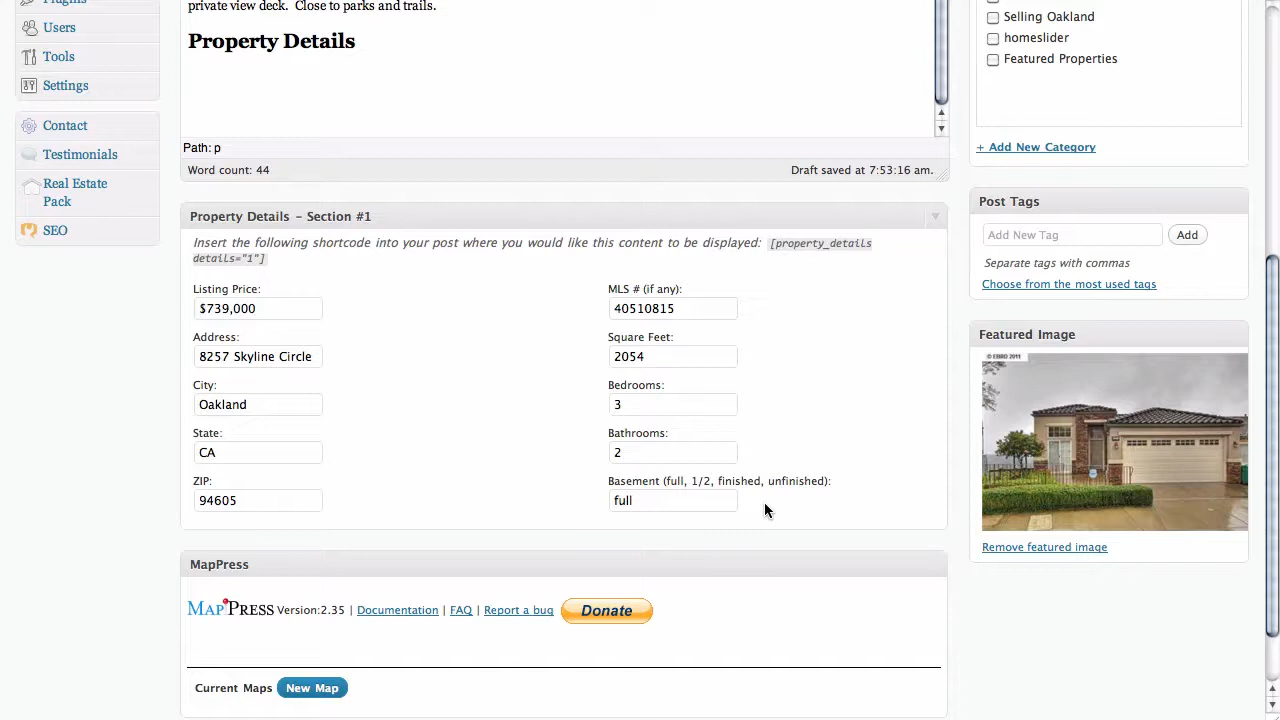 Plugins
Users
Tools
Settings
Contact
Testimonials
Real Estate
Pack
SEO
private view deck. Close to parks and trails.
Property Details
Path: p
Word count: 44
Draft saved at 7:53:16 am.
Property Details - Section #1
Insert the following shortcode into your post where you would like this content to be displayed: [property_details
details="1"]
Listing Price:
$739,000
Address:
8257 Skyline Circle
City:
Oakland
State:
CA
ZIP:
94605
MLS # (if any):
40510815
Square Feet:
2054
Bedrooms:
3
Bathrooms:
2
Basement (full, 1/2, finished, unfinished):
full
MapPress
MAPPRESS Version:2.35 | Documentation | FAQ | Report a bug Donate
Current Maps New Map
Selling Oakland
homeslider
Featured Properties
+ Add New Category
Post Tags
Add New Tag Add
Separate tags with commas
Choose from the most used tags
Featured Image
© EBRD 2011
Remove featured image